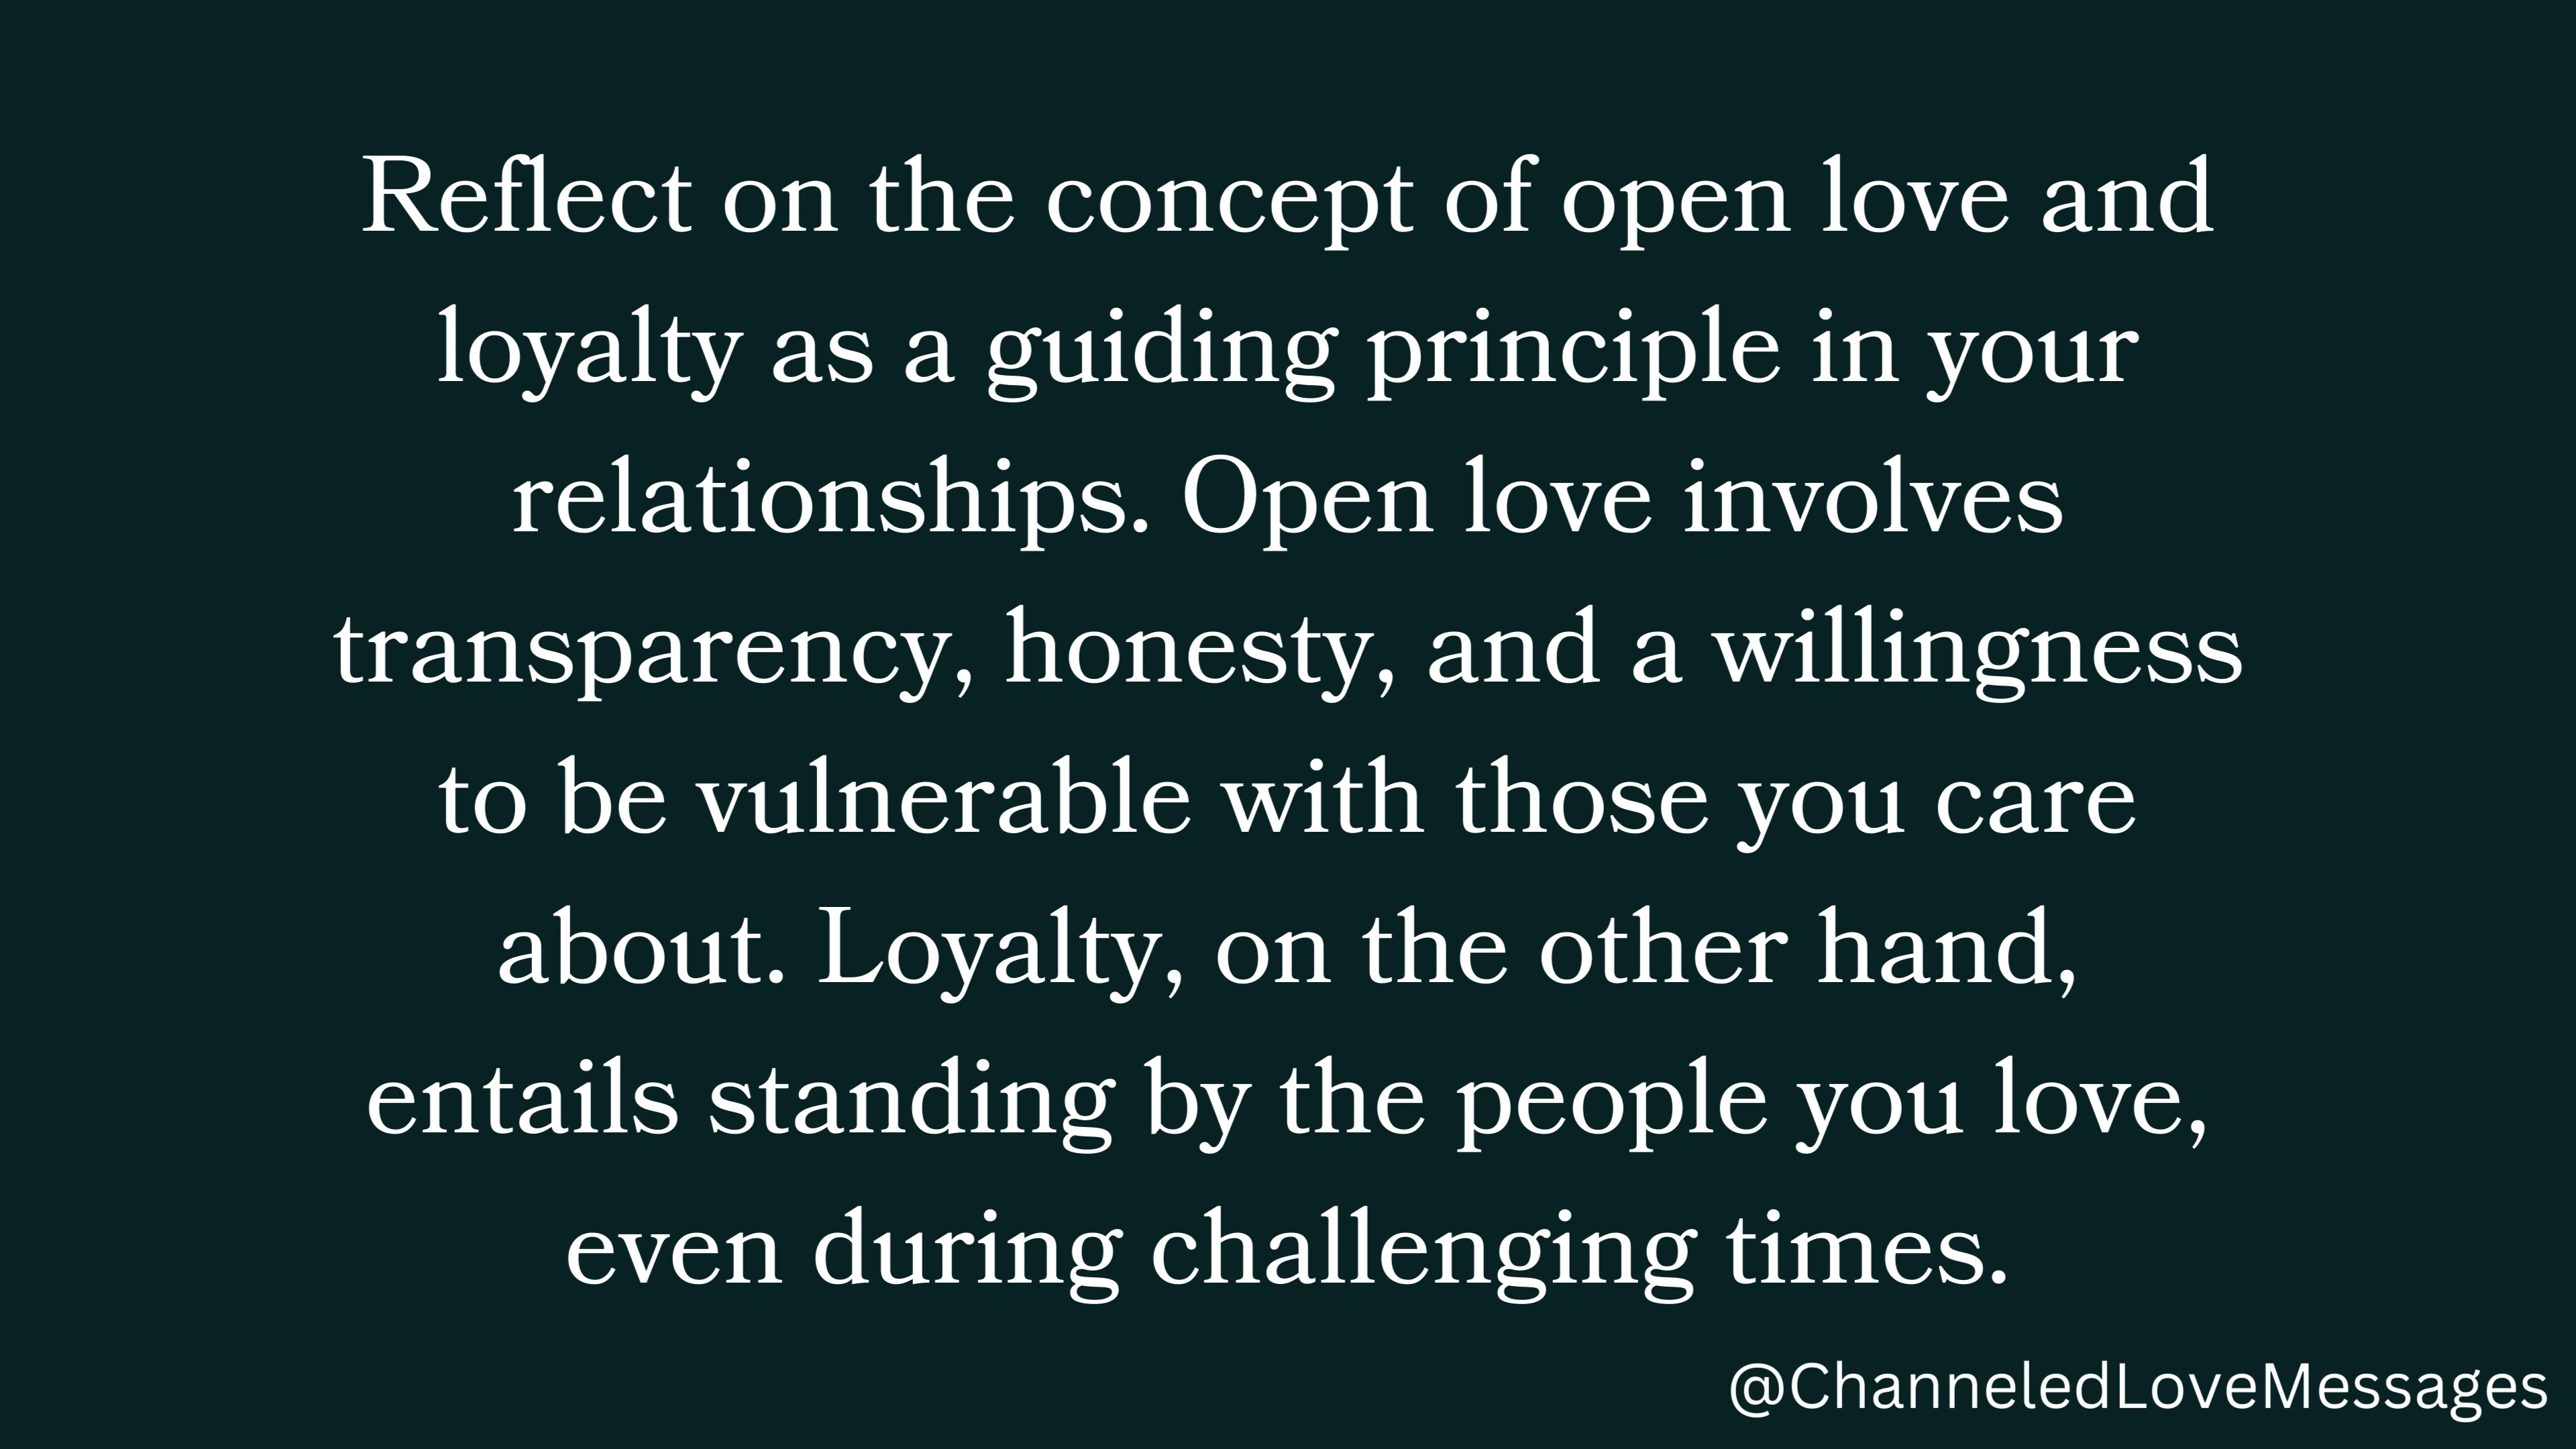 Reflect on the concept of open love and
loyalty as a guiding principle in your
relationships. Open love involves
transparency, honesty, and a willingness
to be vulnerable with those you care
about. Loyalty, on the other hand,
entails standing by the people you love,
even during challenging times.
@ChanneledLoveMessages